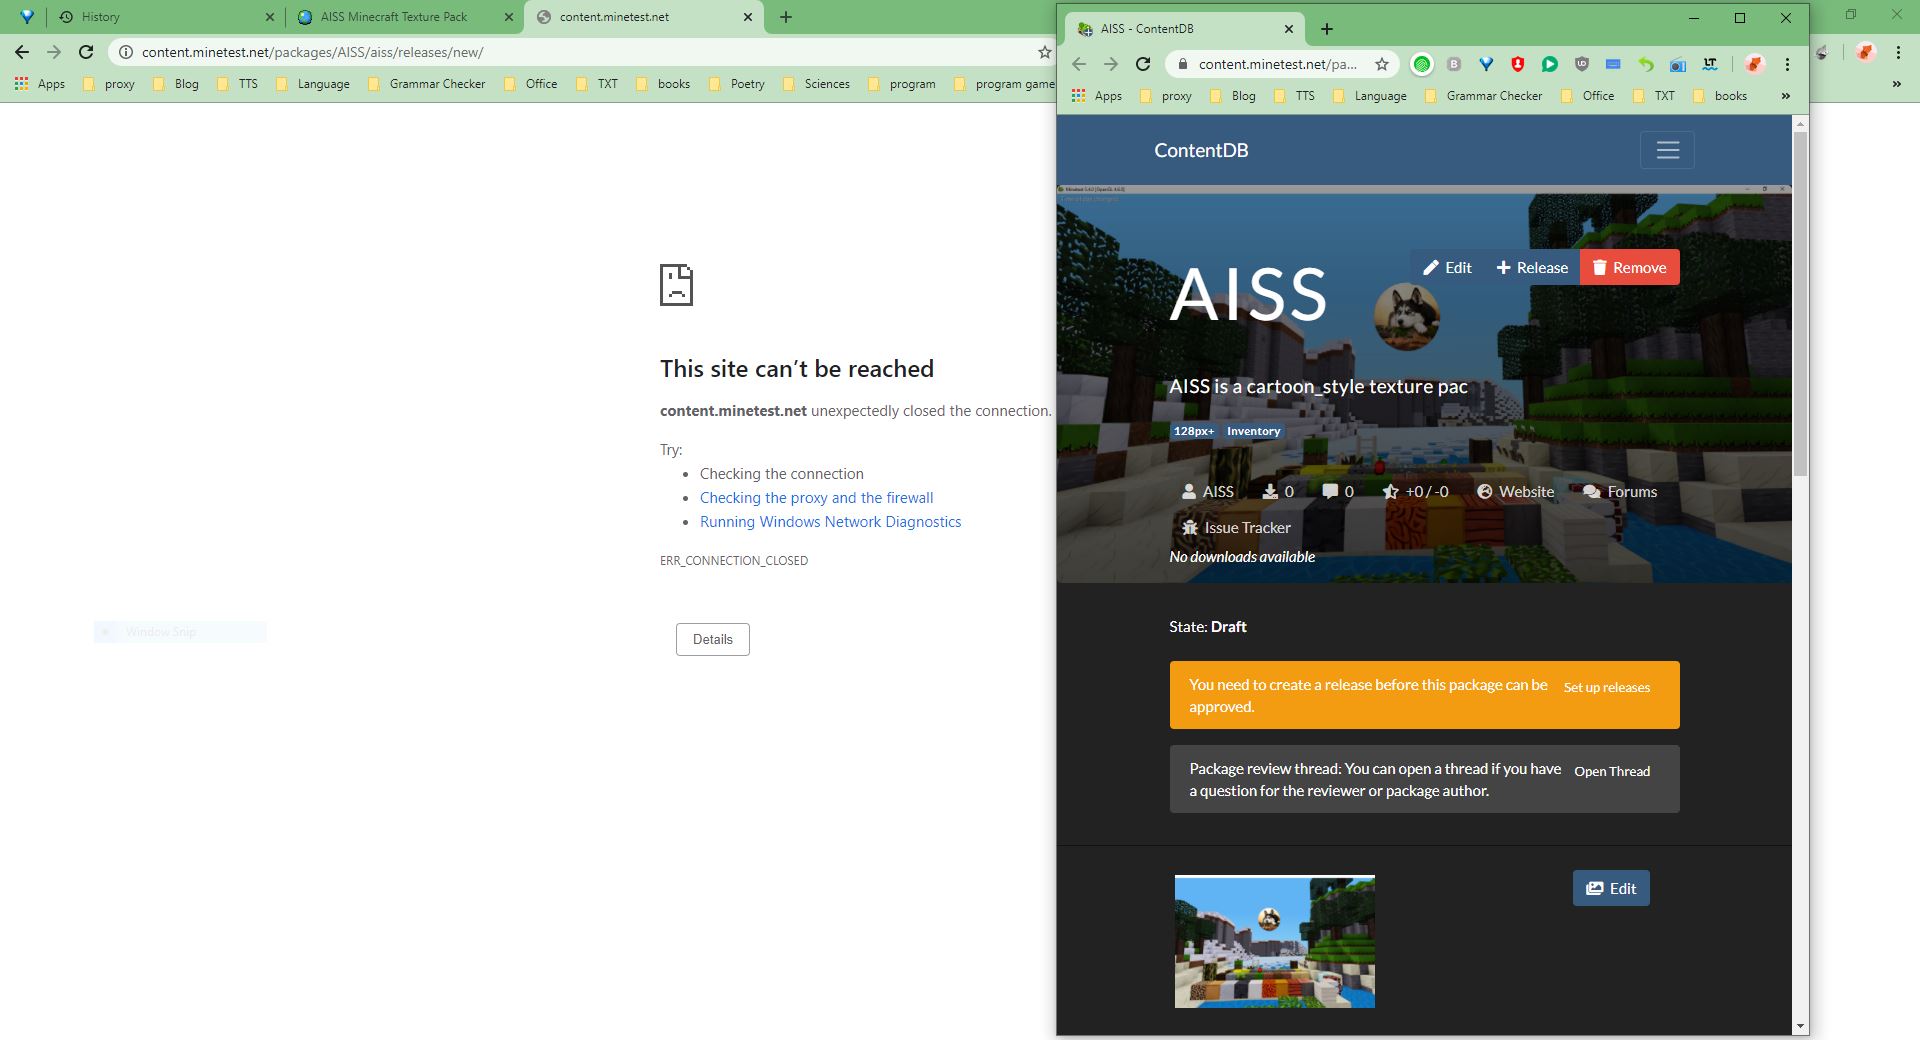 History
AISS Minecraft Texture Pack
content.minetest.net
content.minetest.net/packages/AISS/aiss/releases/new/
Apps
proxy
Blog
TTS
Language
Grammar Checker
Office
TXT
books
Poetry
Sciences
program
program game
This site can’t be reached
content.minetest.net unexpectedly closed the connection.
Try:
Checking the connection
Checking the proxy and the firewall
Running Windows Network Diagnostics
ERR_CONNECTION_CLOSED
Window Snip
Details
AISS - ContentDB
content.minetest.net/pa...
Apps
proxy
Blog
TTS
Language
Grammar Checker
Office
TXT
books
ContentDB
Edit
Release
Remove
AISS
AISS is a cartoon_style texture pac
128px+ Inventory
AISS 0 0 +0 / -0 Website Forums
Issue Tracker
No downloads available
State: Draft
You need to create a release before this package can be
approved.
Set up releases
Package review thread: You can open a thread if you have
a question for the reviewer or package author.
Open Thread
Edit